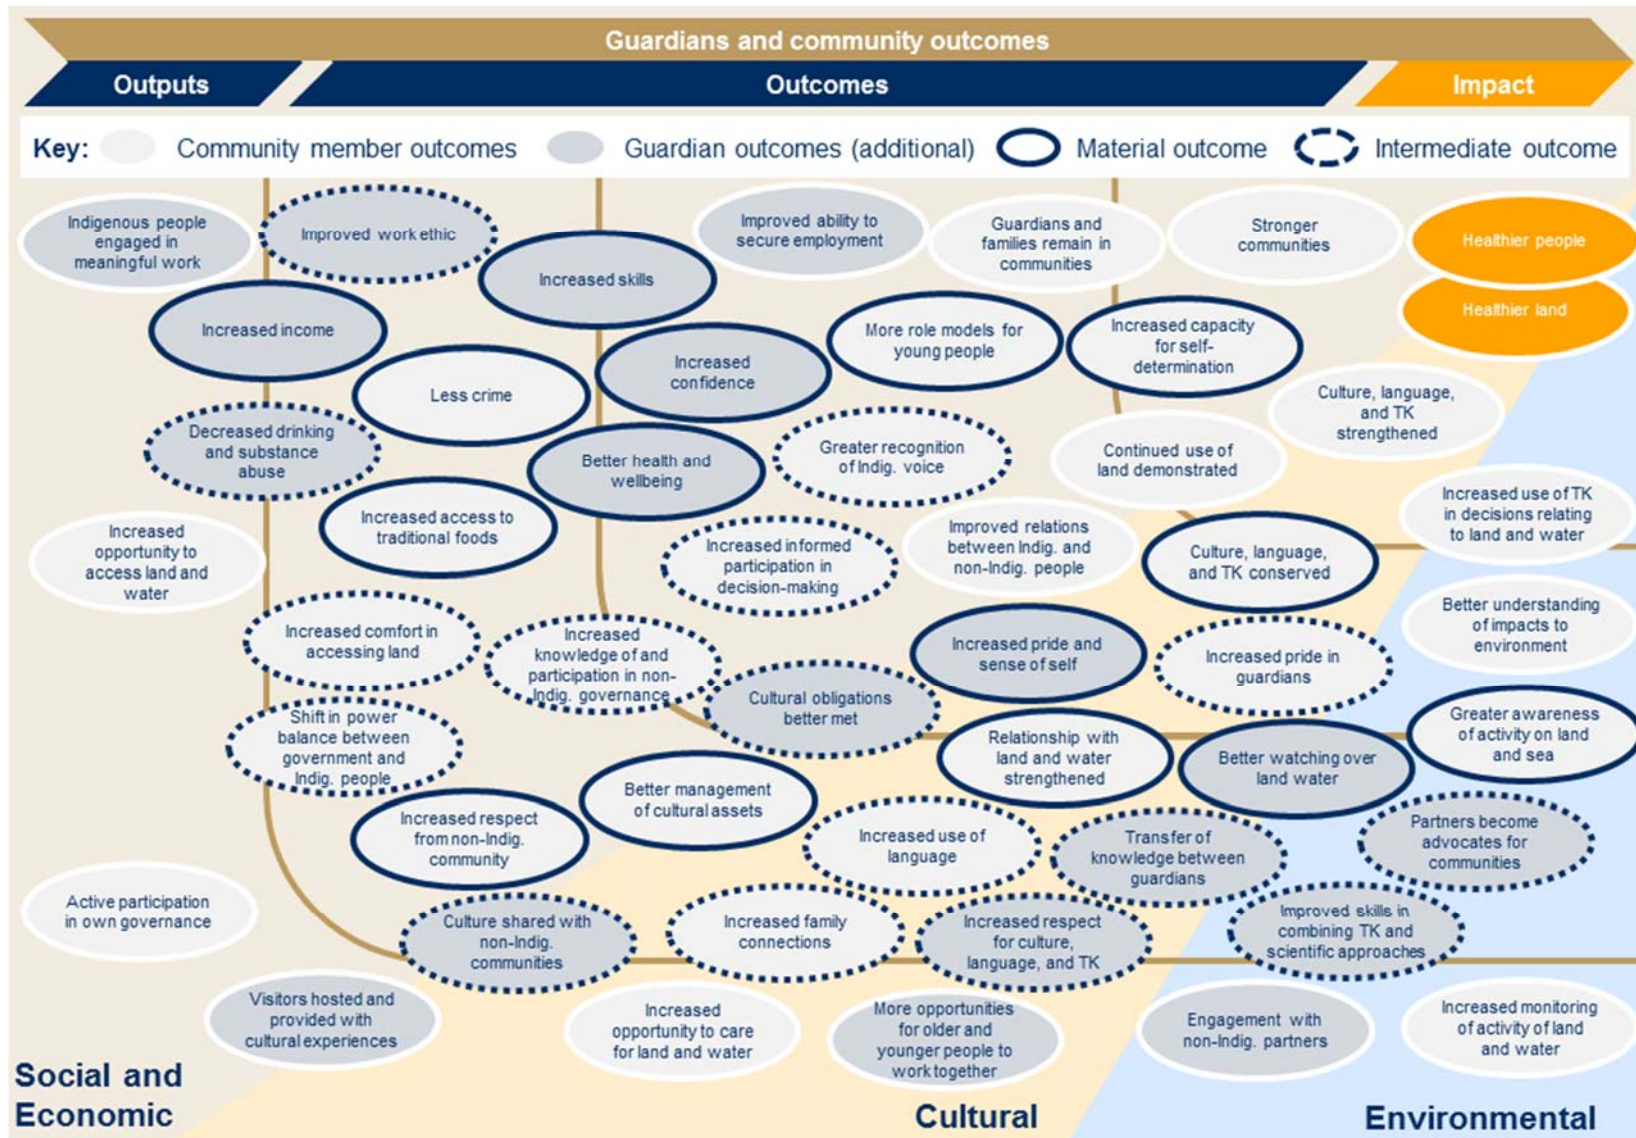 Guardians and community outcomes
Outputs
Outcomes
Impact
Key:
Community member outcomes
Guardian outcomes (additional)
Material outcome
Intermediate outcome
Indigenous people
engaged in
meaningful work
Improved work ethic
Increased skills
Improved ability to
secure employment
Guardians and
families remain in
communities
Stronger
communities
Healthier people
Healthier land
Increased income
Less crime
Increased
confidence
More role models for
young people
Increased capacity
for self-
determination
Culture, language,
and TK
strengthened
Decreased drinking
and substance
abuse
Better health and
wellbeing
Greater recognition
of Indig. voice
Continued use of
land demonstrated
Increased use of TK
in decisions relating
to land and water
Increased access to
traditional foods
Increased
opportunity to
access land and
water
Increased informed
participation in
decision-making
Improved relations
between Indig. and
non-Indig. people
Culture, language,
and TK conserved
Better understanding
of impacts to
environment
Increased comfort in
accessing land
Increased
knowledge of and
participation in non-
Indig. governance
Cultural obligations
better met
Increased pride and
sense of self
Increased pride in
guardians
Greater awareness
of activity on land
and sea
Shift in power
balance between
government and
Indig. people
Better management
of cultural assets
Relationship with
land and water
strengthened
Better watching over
land water
Increased respect
from non-Indig.
community
Increased use of
language
Transfer of
knowledge between
guardians
Partners become
advocates for
communities
Active participation
in own governance
Culture shared with
non-Indig.
communities
Increased family
connections
Increased respect
for culture,
language, and TK
Improved skills in
combining TK and
scientific approaches
Visitors hosted and
provided with
cultural experiences
Increased
opportunity to care
for land and water
More opportunities
for older and
younger people to
work together
Engagement with
non-Indig. partners
Increased monitoring
of activity of land
and water
Social and
Economic
Cultural
Environmental